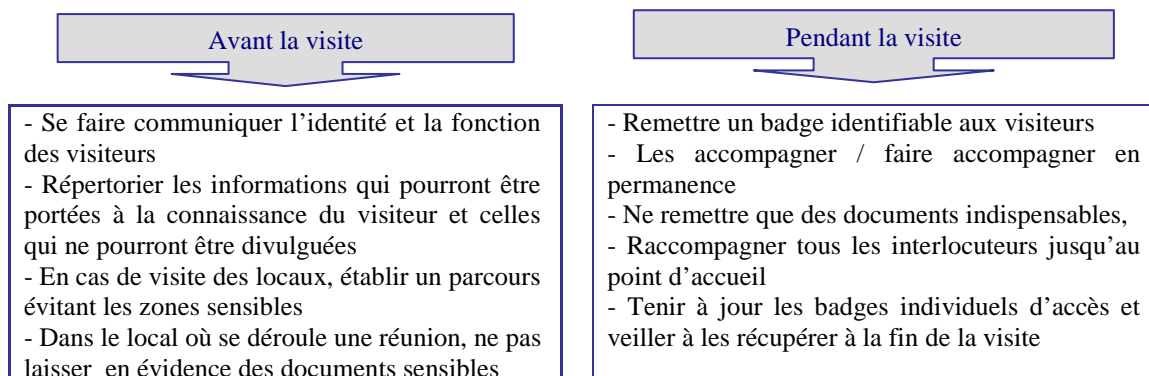 Avant la visite
- Se faire communiquer l’identité et la fonction
des visiteurs
- Répertorier les informations qui pourront être
portées à la connaissance du visiteur et celles
qui ne pourront être divulguées
- En cas de visite des locaux, établir un parcours
évitant les zones sensibles
- Dans le local où se déroule une réunion, ne pas
laisser en évidence des documents sensibles
Pendant la visite
- Remettre un badge identifiable aux visiteurs
- Les accompagner / faire accompagner en
permanence
- Ne remettre que des documents indispensables,
- Raccompagner tous les interlocuteurs jusqu’au
point d’accueil
- Tenir à jour les badges individuels d’accès et
veiller à les récupérer à la fin de la visite